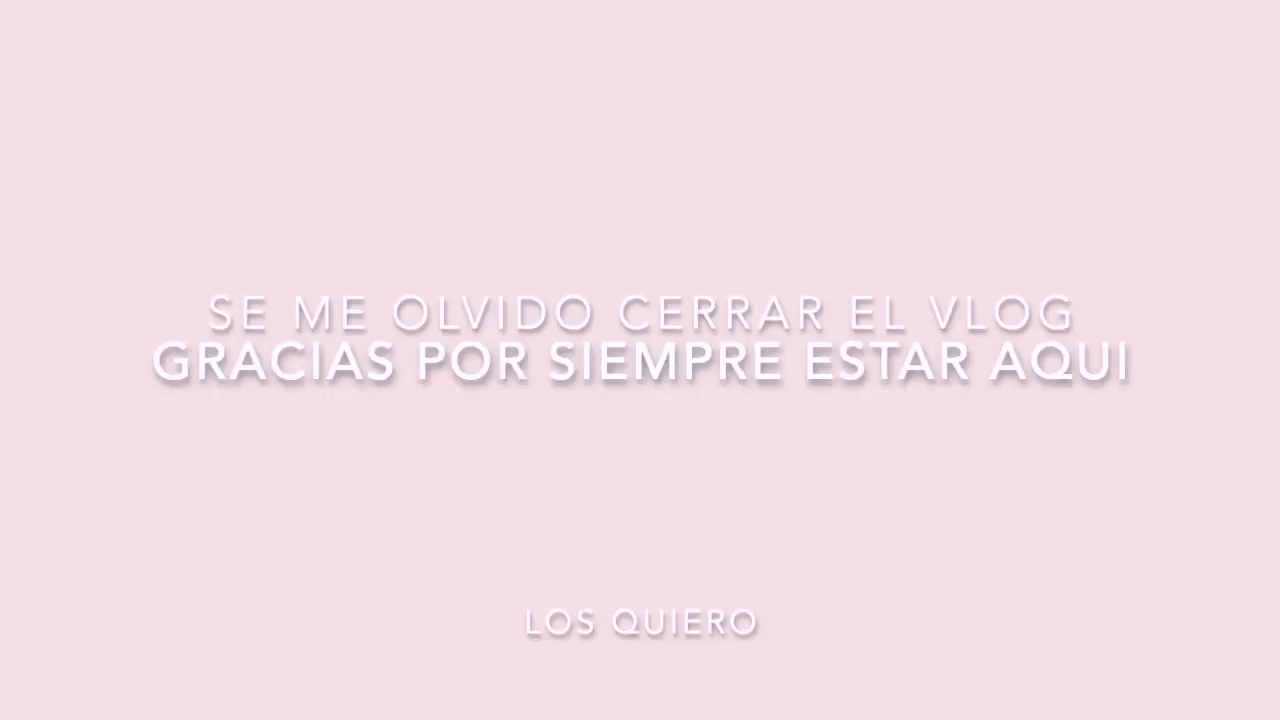 SE ME OLVIDO CERRAR EL VLOG
GRACIAS POR SIEMPRE ESTAR AQUI
LOS QUIERO